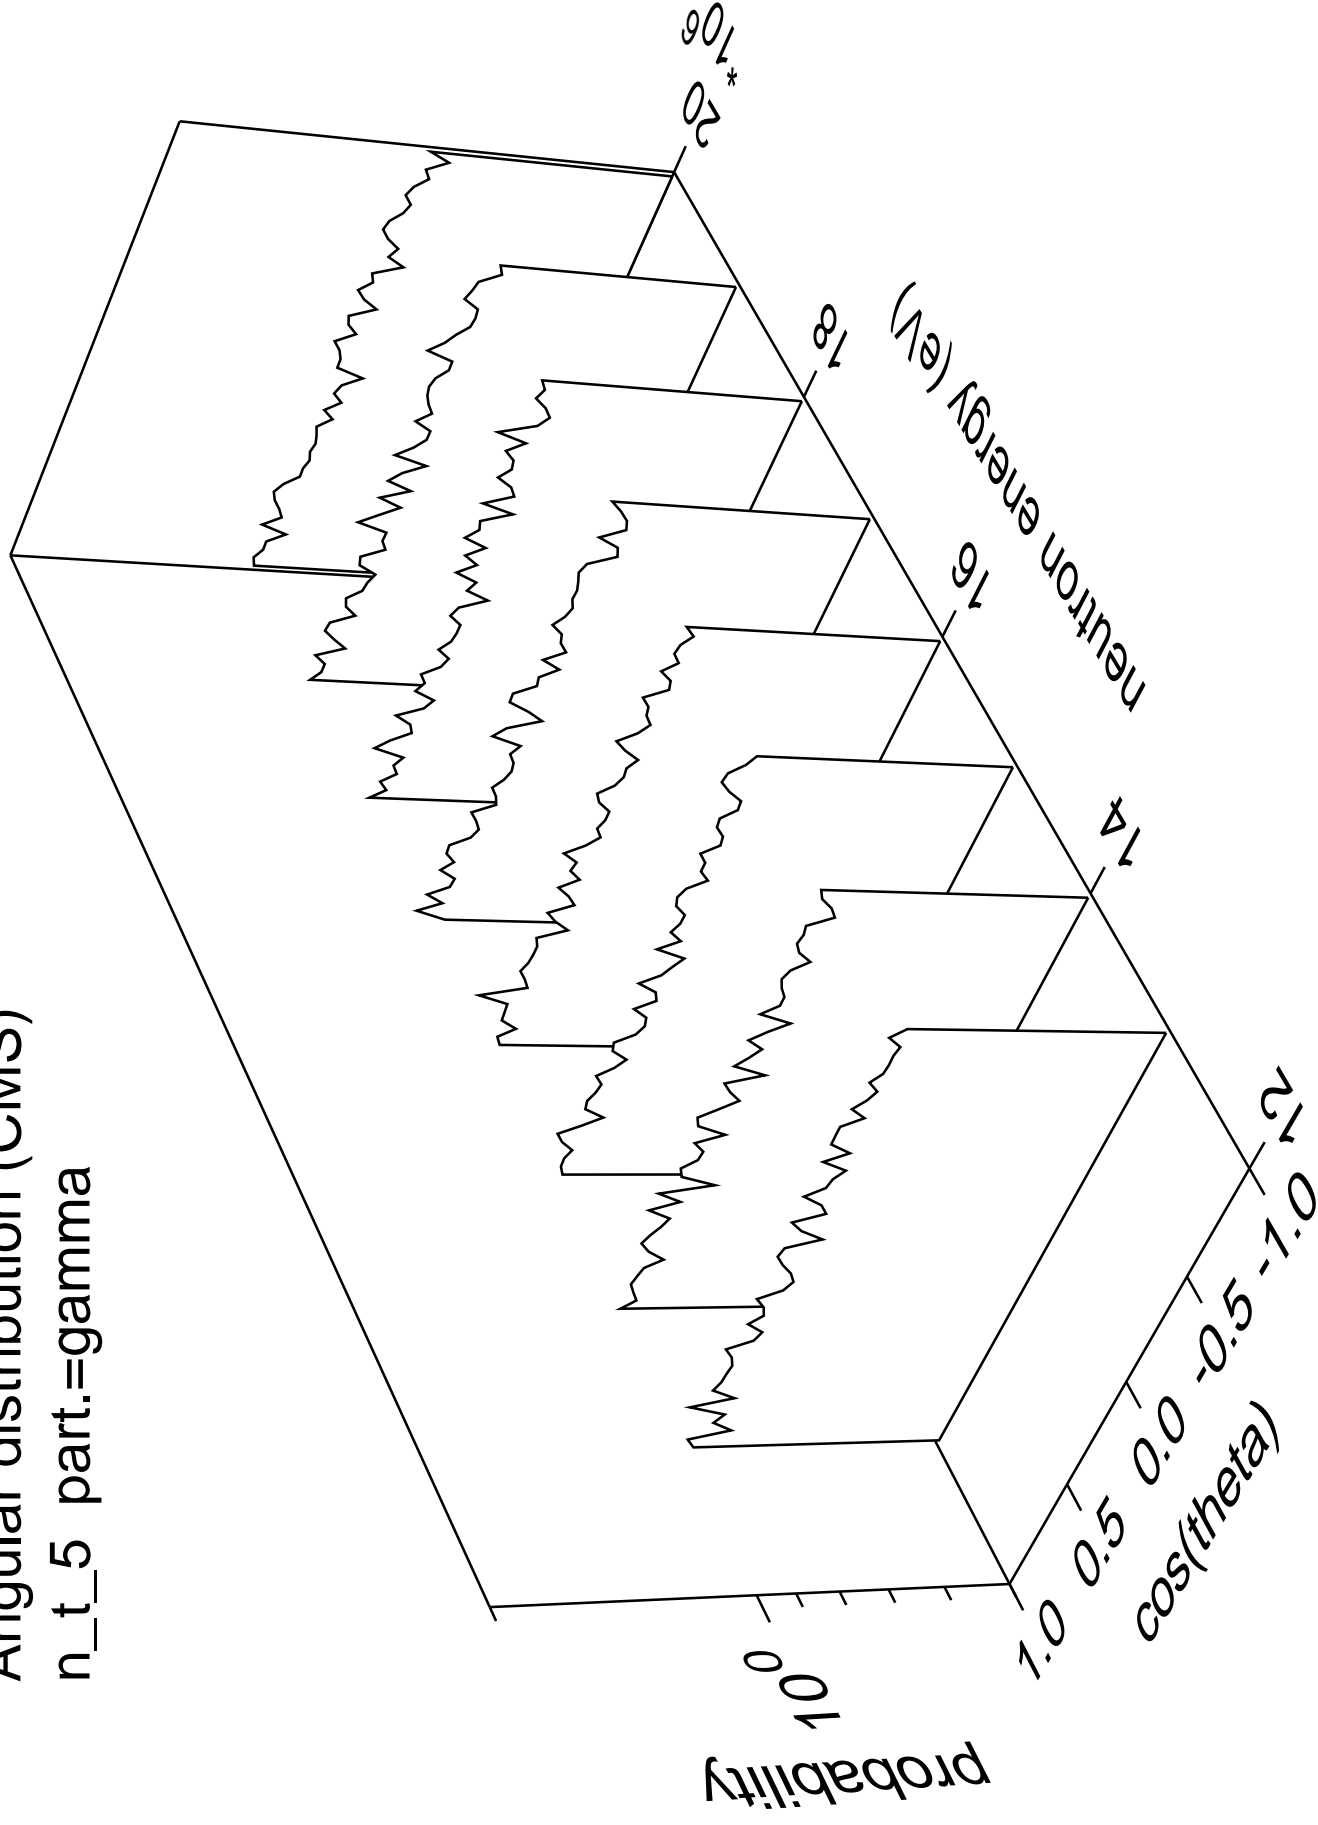 Angular distribution (CMS)
n_t_5 part.=gamma
probability
10 0
1.0 0.5 0.0 -0.5 -1.0
cos(theta)
12 14 16 18 20 * 10 6
neutron energy (eV)